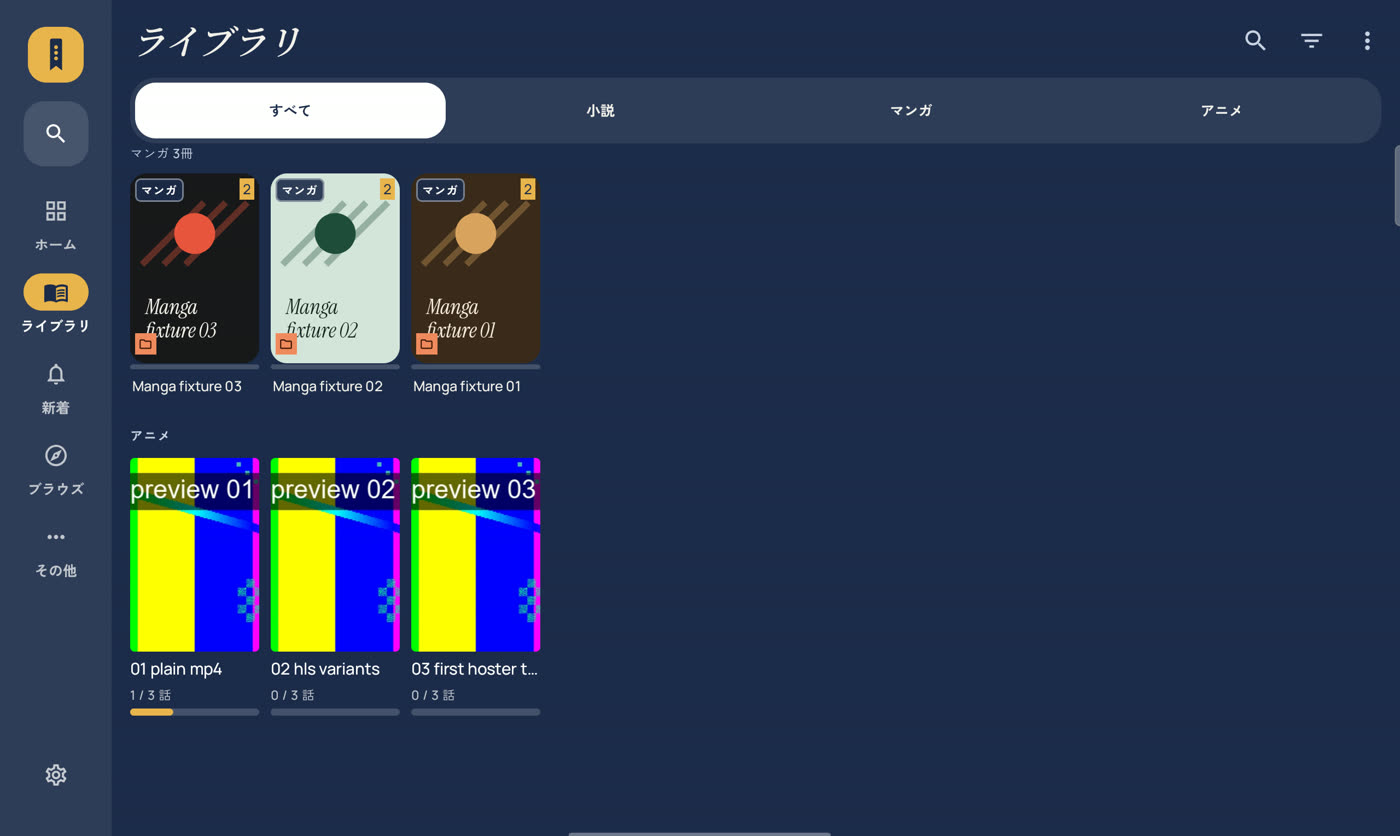 ライブラリ
すべて
小説
マンガ
アニメ
ホーム
ライブラリ
新着
ブラウズ
その他
マンガ 3冊
マンガ
2
Manga
fixture 03
Manga fixture 03
マンガ
2
Manga
fixture 02
Manga fixture 02
マンガ
2
Manga
fixture 01
Manga fixture 01
アニメ
preview 01
01 plain mp4
1 / 3 話
preview 02
02 hls variants
0 / 3 話
preview 03
03 first hoster t...
0 / 3 話